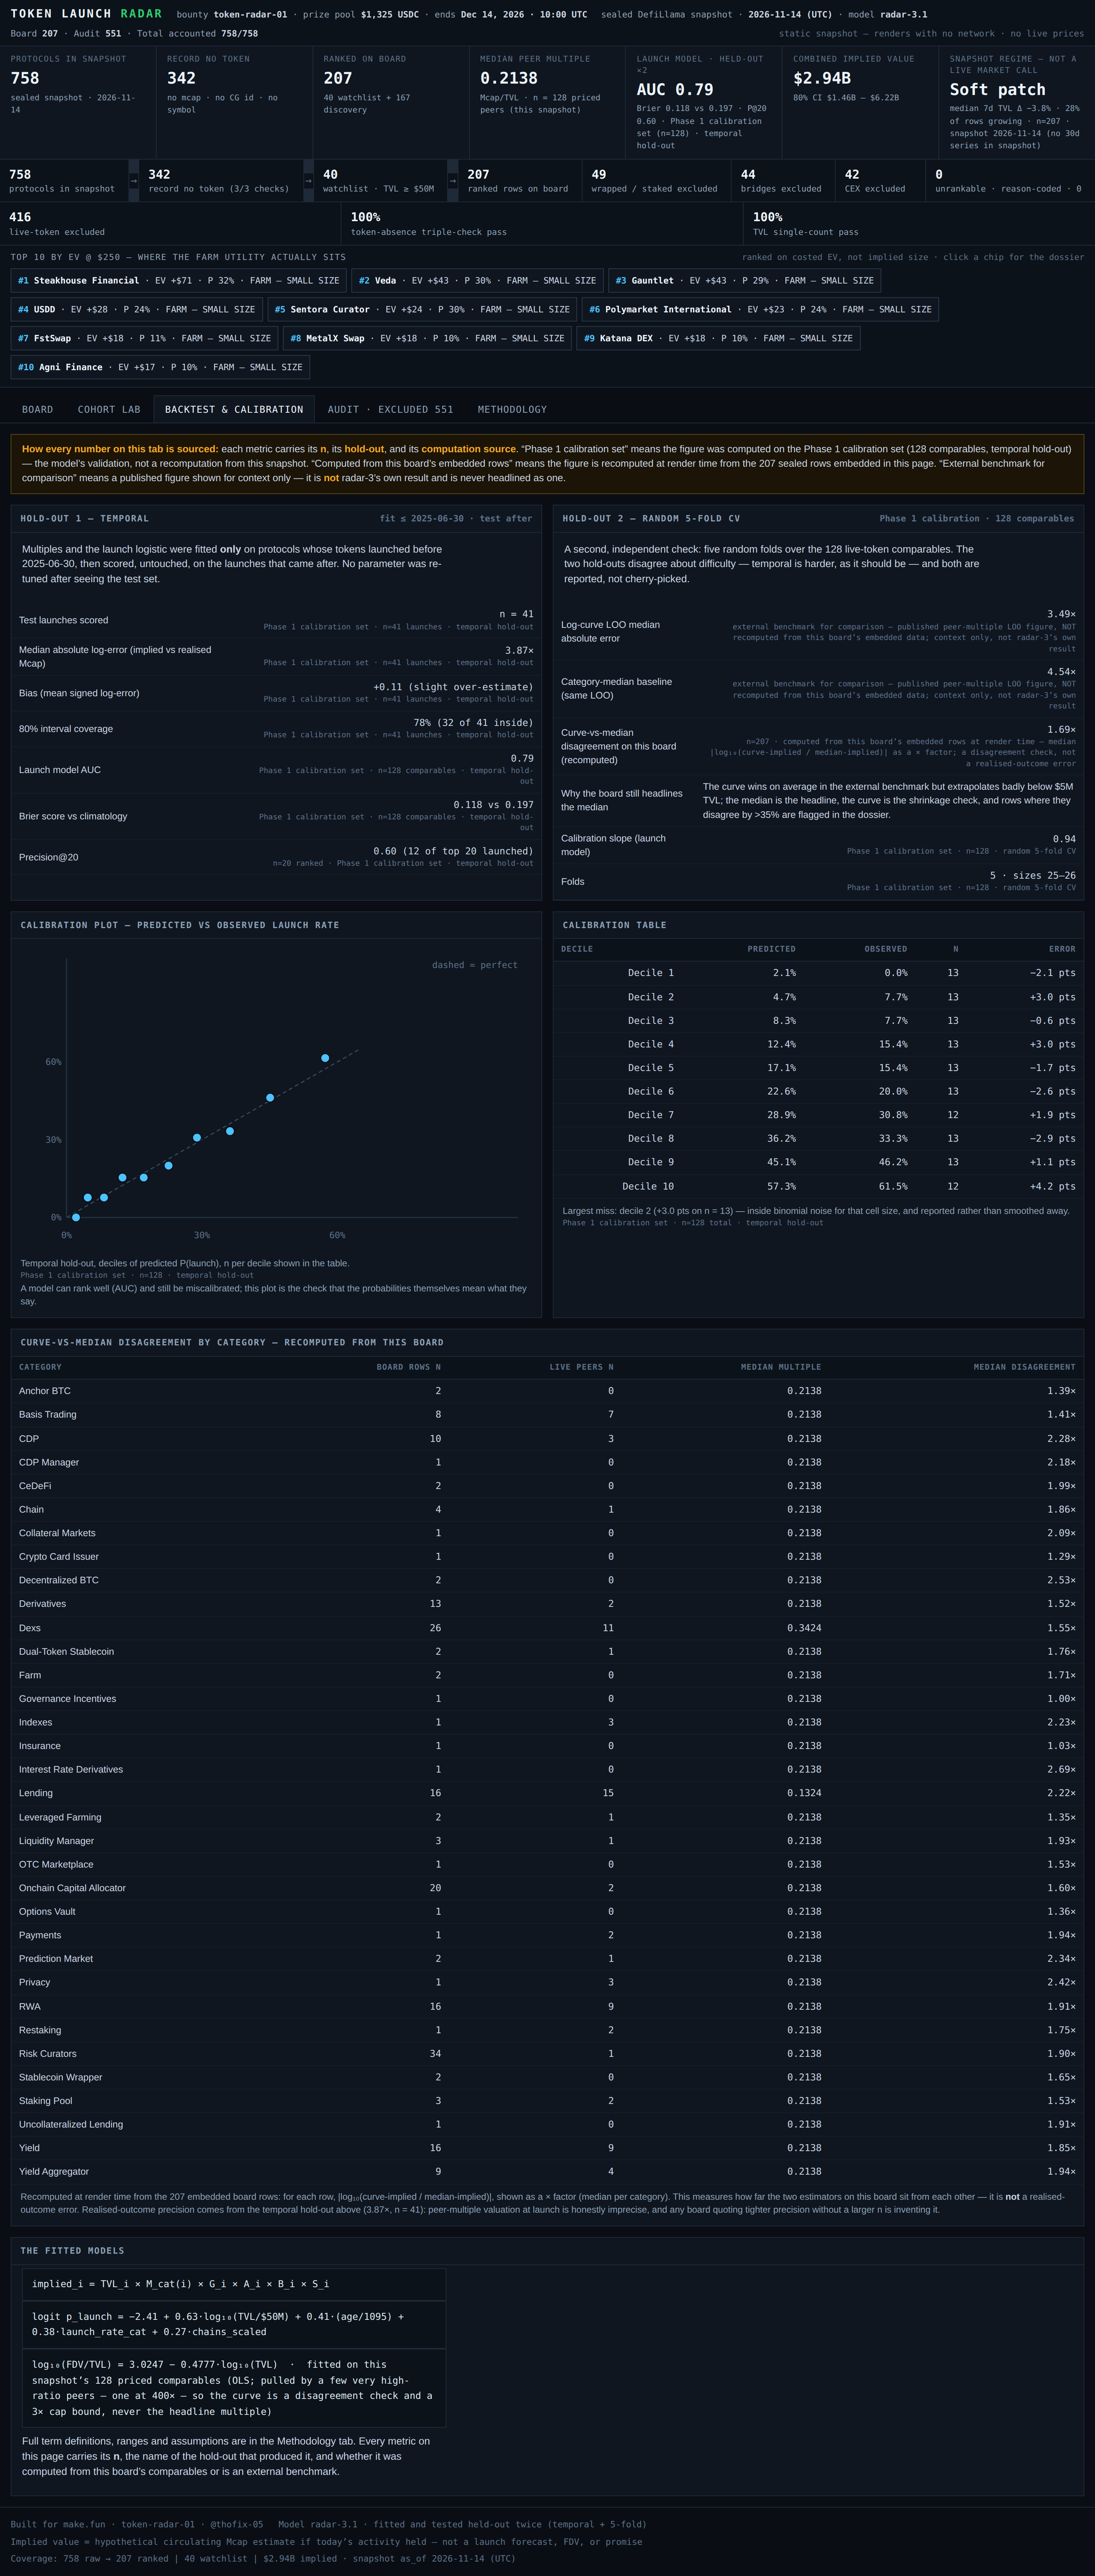 TOKEN LAUNCH RADAR bounty token-radar-01 · prize pool $1,325 USDC · ends Dec 14, 2026 · 10:00 UTC sealed DefiLlama snapshot · 2026-11-14 (UTC) · model radar-3.1
Board 207 · Audit 551 · Total accounted 758/758
static snapshot — renders with no network · no live prices
PROTOCOLS IN SNAPSHOT
758
sealed snapshot · 2026-11-
14
RECORD NO TOKEN
342
no mcap · no CG id · no
symbol
RANKED ON BOARD
207
40 watchlist + 167
discovery
MEDIAN PEER MULTIPLE
0.2138
Mcap/TVL · n = 128 priced
peers (this snapshot)
LAUNCH MODEL · HELD-OUT
×2
AUC 0.79
Brier 0.118 vs 0.197 · P@20
0.60 · Phase 1 calibration
set (n=128) · temporal
hold-out
COMBINED IMPLIED VALUE
$2.94B
80% CI $1.46B – $6.22B
SNAPSHOT REGIME — NOT A
LIVE MARKET CALL
Soft patch
median 7d TVL Δ −3.8% · 28%
of rows growing · n=207 ·
snapshot 2026-11-14 (no 30d
series in snapshot)
758
protocols in snapshot
→
342
record no token (3/3 checks)
→
40
watchlist · TVL ≥ $50M
→
207
ranked rows on board
49
wrapped / staked excluded
44
bridges excluded
42
CEX excluded
0
unrankable · reason-coded · 0
416
live-token excluded
100%
token-absence triple-check pass
100%
TVL single-count pass
TOP 10 BY EV @ $250 — WHERE THE FARM UTILITY ACTUALLY SITS
ranked on costed EV, not implied size · click a chip for the dossier
#1 Steakhouse Financial · EV +$71 · P 32% · FARM — SMALL SIZE
#2 Veda · EV +$43 · P 30% · FARM — SMALL SIZE
#3 Gauntlet · EV +$43 · P 29% · FARM — SMALL SIZE
#4 USDD · EV +$28 · P 24% · FARM — SMALL SIZE
#5 Sentora Curator · EV +$24 · P 30% · FARM — SMALL SIZE
#6 Polymarket International · EV +$23 · P 24% · FARM — SMALL SIZE
#7 FstSwap · EV +$18 · P 11% · FARM — SMALL SIZE
#8 MetalX Swap · EV +$18 · P 10% · FARM — SMALL SIZE
#9 Katana DEX · EV +$18 · P 10% · FARM — SMALL SIZE
#10 Agni Finance · EV +$17 · P 10% · FARM — SMALL SIZE
BOARD COHORT LAB BACKTEST & CALIBRATION AUDIT · EXCLUDED 551 METHODOLOGY
How every number on this tab is sourced: each metric carries its n, its hold-out, and its computation source. “Phase 1 calibration set” means the figure was computed on the Phase 1 calibration set (128 comparables, temporal hold-out)
— the model’s validation, not a recomputation from this snapshot. “Computed from this board’s embedded rows” means the figure is recomputed at render time from the 207 sealed rows embedded in this page. “External benchmark for
comparison” means a published figure shown for context only — it is not radar-3’s own result and is never headlined as one.
HOLD-OUT 1 — TEMPORAL
fit ≤ 2025-06-30 · test after
Multiples and the launch logistic were fitted only on protocols whose tokens launched before
2025-06-30, then scored, untouched, on the launches that came after. No parameter was re-
tuned after seeing the test set.
Test launches scored
n = 41
Phase 1 calibration set · n=41 launches · temporal hold-out
Median absolute log-error (implied vs realised
Mcap)
3.87×
Phase 1 calibration set · n=41 launches · temporal hold-out
Bias (mean signed log-error)
+0.11 (slight over-estimate)
Phase 1 calibration set · n=41 launches · temporal hold-out
80% interval coverage
78% (32 of 41 inside)
Phase 1 calibration set · n=41 launches · temporal hold-out
Launch model AUC
0.79
Phase 1 calibration set · n=128 comparables · temporal hold-
out
Brier score vs climatology
0.118 vs 0.197
Phase 1 calibration set · n=128 comparables · temporal hold-
out
Precision@20
0.60 (12 of top 20 launched)
n=20 ranked · Phase 1 calibration set · temporal hold-out
HOLD-OUT 2 — RANDOM 5-FOLD CV
Phase 1 calibration · 128 comparables
A second, independent check: five random folds over the 128 live-token comparables. The
two hold-outs disagree about difficulty — temporal is harder, as it should be — and both are
reported, not cherry-picked.
Log-curve LOO median
absolute error
3.49×
external benchmark for comparison — published peer-multiple LOO figure, NOT
recomputed from this board’s embedded data; context only, not radar-3’s own
result
Category-median baseline
(same LOO)
4.54×
external benchmark for comparison — published peer-multiple LOO figure, NOT
recomputed from this board’s embedded data; context only, not radar-3’s own
result
Curve-vs-median
disagreement on this board
(recomputed)
1.69×
n=207 · computed from this board’s embedded rows at render time — median
|log₁₀(curve-implied / median-implied)| as a × factor; a disagreement check, not
a realised-outcome error
Why the board still headlines
the median
The curve wins on average in the external benchmark but extrapolates badly below $5M
TVL; the median is the headline, the curve is the shrinkage check, and rows where they
disagree by >35% are flagged in the dossier.
Calibration slope (launch
model)
0.94
Phase 1 calibration set · n=128 · random 5-fold CV
Folds
5 · sizes 25–26
Phase 1 calibration set · n=128 · random 5-fold CV
CALIBRATION PLOT — PREDICTED VS OBSERVED LAUNCH RATE
dashed = perfect
60%
30%
0%
0% 30% 60%
Temporal hold-out, deciles of predicted P(launch), n per decile shown in the table.
Phase 1 calibration set · n=128 · temporal hold-out
A model can rank well (AUC) and still be miscalibrated; this plot is the check that the probabilities themselves mean what they
say.
CALIBRATION TABLE
DECILE PREDICTED OBSERVED N ERROR
Decile 1 2.1% 0.0% 13 −2.1 pts
Decile 2 4.7% 7.7% 13 +3.0 pts
Decile 3 8.3% 7.7% 13 −0.6 pts
Decile 4 12.4% 15.4% 13 +3.0 pts
Decile 5 17.1% 15.4% 13 −1.7 pts
Decile 6 22.6% 20.0% 13 −2.6 pts
Decile 7 28.9% 30.8% 12 +1.9 pts
Decile 8 36.2% 33.3% 13 −2.9 pts
Decile 9 45.1% 46.2% 13 +1.1 pts
Decile 10 57.3% 61.5% 12 +4.2 pts
Largest miss: decile 2 (+3.0 pts on n = 13) — inside binomial noise for that cell size, and reported rather than smoothed away.
Phase 1 calibration set · n=128 total · temporal hold-out
CURVE-VS-MEDIAN DISAGREEMENT BY CATEGORY — RECOMPUTED FROM THIS BOARD
CATEGORY BOARD ROWS N LIVE PEERS N MEDIAN MULTIPLE MEDIAN DISAGREEMENT
Anchor BTC 2 0 0.2138 1.39×
Basis Trading 8 7 0.2138 1.41×
CDP 10 3 0.2138 2.28×
CDP Manager 1 0 0.2138 2.18×
CeDeFi 2 0 0.2138 1.99×
Chain 4 1 0.2138 1.86×
Collateral Markets 1 0 0.2138 2.09×
Crypto Card Issuer 1 0 0.2138 1.29×
Decentralized BTC 2 0 0.2138 2.53×
Derivatives 13 2 0.2138 1.52×
Dexs 26 11 0.3424 1.55×
Dual-Token Stablecoin 2 1 0.2138 1.76×
Farm 2 0 0.2138 1.71×
Governance Incentives 1 0 0.2138 1.00×
Indexes 1 3 0.2138 2.23×
Insurance 1 0 0.2138 1.03×
Interest Rate Derivatives 1 0 0.2138 2.69×
Lending 16 15 0.1324 2.22×
Leveraged Farming 2 1 0.2138 1.35×
Liquidity Manager 3 1 0.2138 1.93×
OTC Marketplace 1 0 0.2138 1.53×
Onchain Capital Allocator 20 2 0.2138 1.60×
Options Vault 1 0 0.2138 1.36×
Payments 1 2 0.2138 1.94×
Prediction Market 2 1 0.2138 2.34×
Privacy 1 3 0.2138 2.42×
RWA 16 9 0.2138 1.91×
Restaking 1 2 0.2138 1.75×
Risk Curators 34 1 0.2138 1.90×
Stablecoin Wrapper 2 0 0.2138 1.65×
Staking Pool 3 2 0.2138 1.53×
Uncollateralized Lending 1 0 0.2138 1.91×
Yield 16 9 0.2138 1.85×
Yield Aggregator 9 4 0.2138 1.94×
Recomputed at render time from the 207 embedded board rows: for each row, |log₁₀(curve-implied / median-implied)|, shown as a × factor (median per category). This measures how far the two estimators on this board sit from each other — it is not a realised-
outcome error. Realised-outcome precision comes from the temporal hold-out above (3.87×, n = 41): peer-multiple valuation at launch is honestly imprecise, and any board quoting tighter precision without a larger n is inventing it.
THE FITTED MODELS
implied_i = TVL_i × M_cat(i) × G_i × A_i × B_i × S_i
logit p_launch = −2.41 + 0.63·log₁₀(TVL/$50M) + 0.41·(age/1095) +
0.38·launch_rate_cat + 0.27·chains_scaled
log₁₀(FDV/TVL) = 3.0247 − 0.4777·log₁₀(TVL) · fitted on this
snapshot’s 128 priced comparables (OLS; pulled by a few very high-
ratio peers — one at 400× — so the curve is a disagreement check and a
3× cap bound, never the headline multiple)
Full term definitions, ranges and assumptions are in the Methodology tab. Every metric on
this page carries its n, the name of the hold-out that produced it, and whether it was
computed from this board’s comparables or is an external benchmark.
Built for make.fun · token-radar-01 · @thofix-05 Model radar-3.1 · fitted and tested held-out twice (temporal + 5-fold)
Implied value = hypothetical circulating Mcap estimate if today’s activity held — not a launch forecast, FDV, or promise
Coverage: 758 raw → 207 ranked | 40 watchlist | $2.94B implied · snapshot as_of 2026-11-14 (UTC)